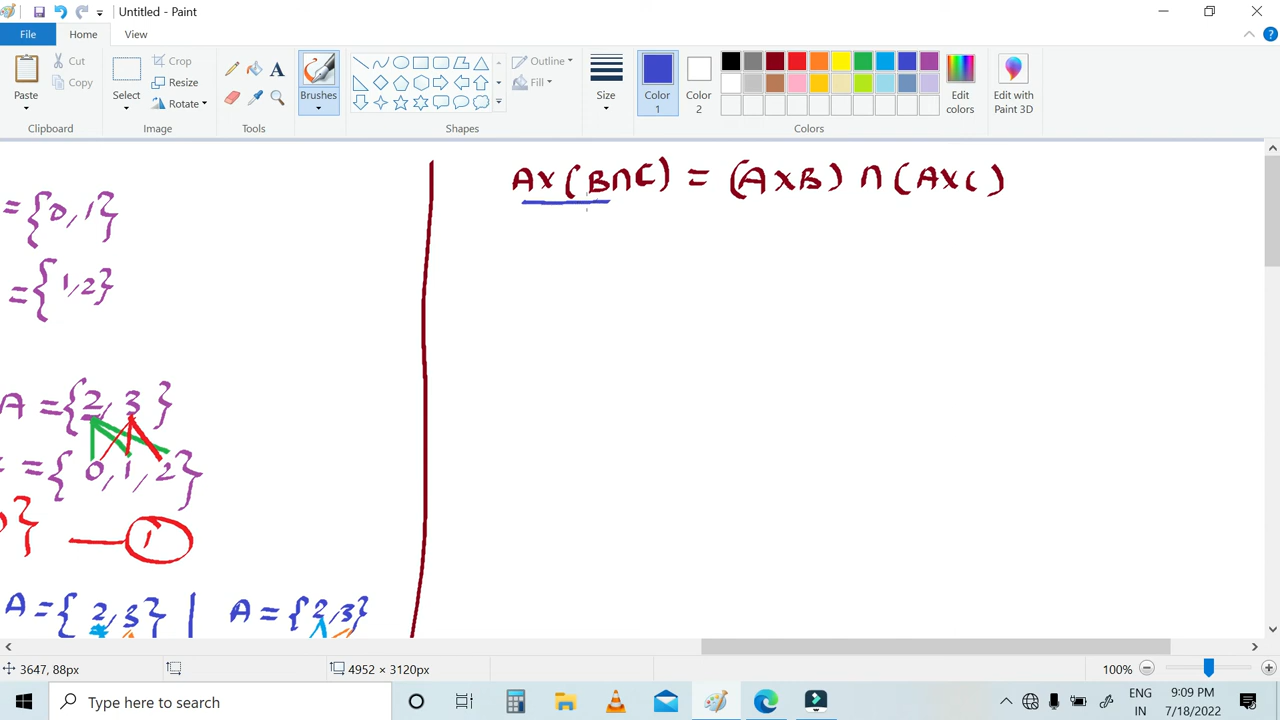 Untitled - Paint
File Home View
Paste
Cut
Copy
Clipboard
Select
Crop
Resize
Rotate
Image
A
Tools
Brushes
Outline
Fill
Shapes
Size
Color 1
Color 2
Edit colors
Colors
Edit with Paint 3D
A×(B∩C) = (A×B) ∩ (A×C)
={0,1}
={1,2}
A ={2, 3}
={ 0, 1, 2}
}
1
A ={ 2,3} | A ={2,3}
3647, 88px
4952 × 3120px
100%
Type here to search
ENG
IN
9:09 PM
7/18/2022